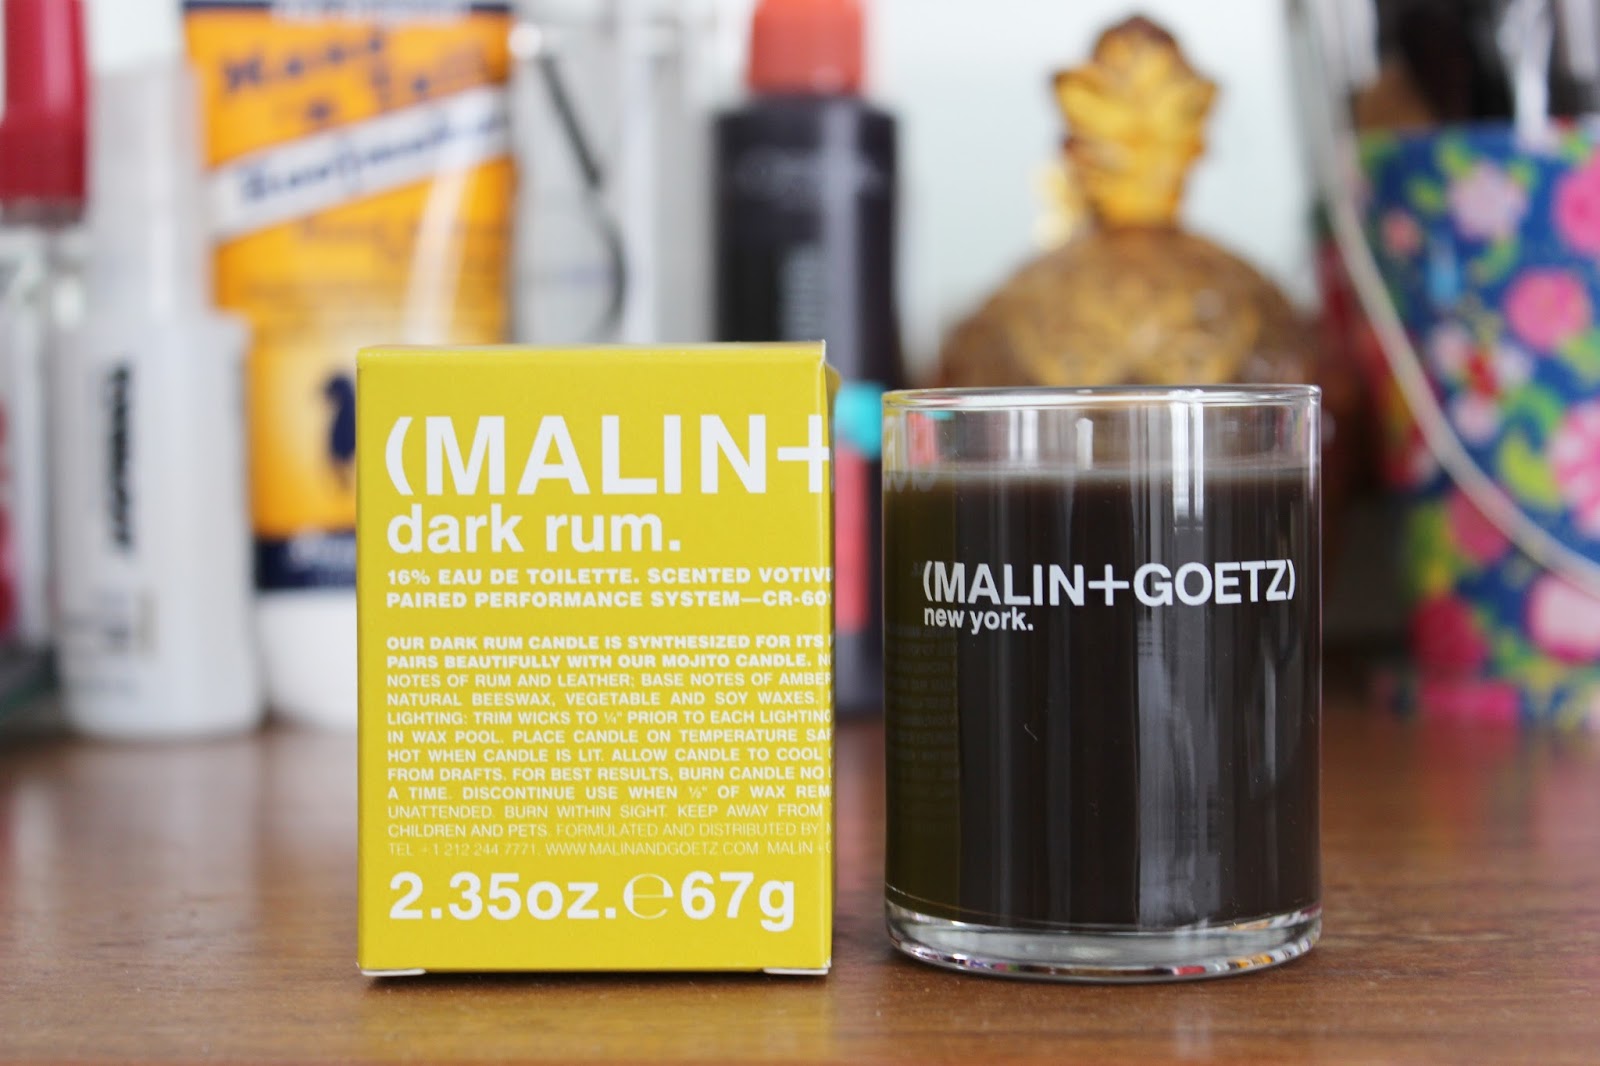 (MALIN+
dark rum.
16% EAU DE TOILETTE. SCENTED VOTIVE
PAIRED PERFORMANCE SYSTEM—CR-601
OUR DARK RUM CANDLE IS SYNTHESIZED FOR ITS
PAIRS BEAUTIFULLY WITH OUR MOJITO CANDLE.
NOTES OF RUM AND LEATHER; BASE NOTES OF AMBER
NATURAL BEESWAX, VEGETABLE AND SOY WAXES.
LIGHTING: TRIM WICKS TO ¼" PRIOR TO EACH LIGHTING
IN WAX POOL. PLACE CANDLE ON TEMPERATURE
HOT WHEN CANDLE IS LIT. ALLOW CANDLE TO COOL
FROM DRAFTS. FOR BEST RESULTS, BURN CANDLE NO
A TIME. DISCONTINUE USE WHEN ½" OF WAX REM
UNATTENDED. BURN WITHIN SIGHT. KEEP AWAY FROM
CHILDREN AND PETS. FORMULATED AND DISTRIBUTED BY:
TEL +1 212 244 7771. WWW.MALINANDGOETZ.COM MALIN +
2.35oz.℮67g
(MALIN+GOETZ)
new york.